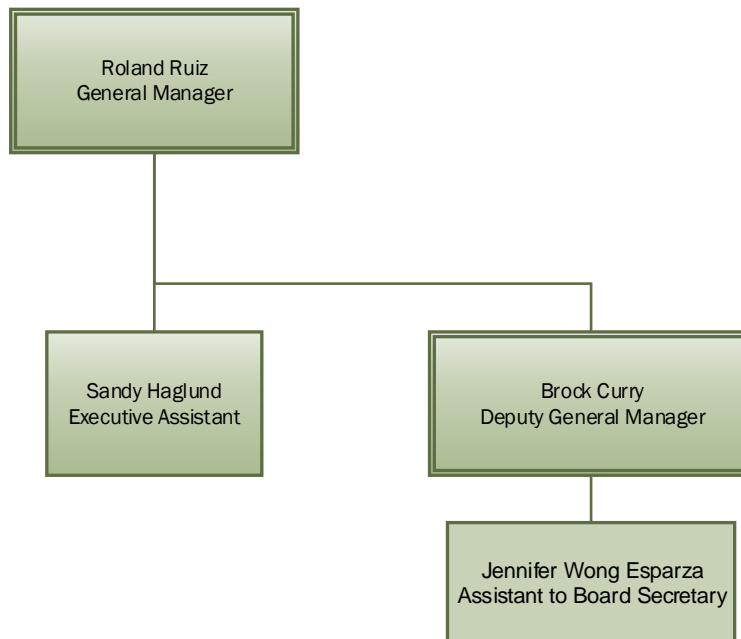 Roland Ruiz
General Manager
Sandy Haglund
Executive Assistant
Brock Curry
Deputy General Manager
Jennifer Wong Esparza
Assistant to Board Secretary